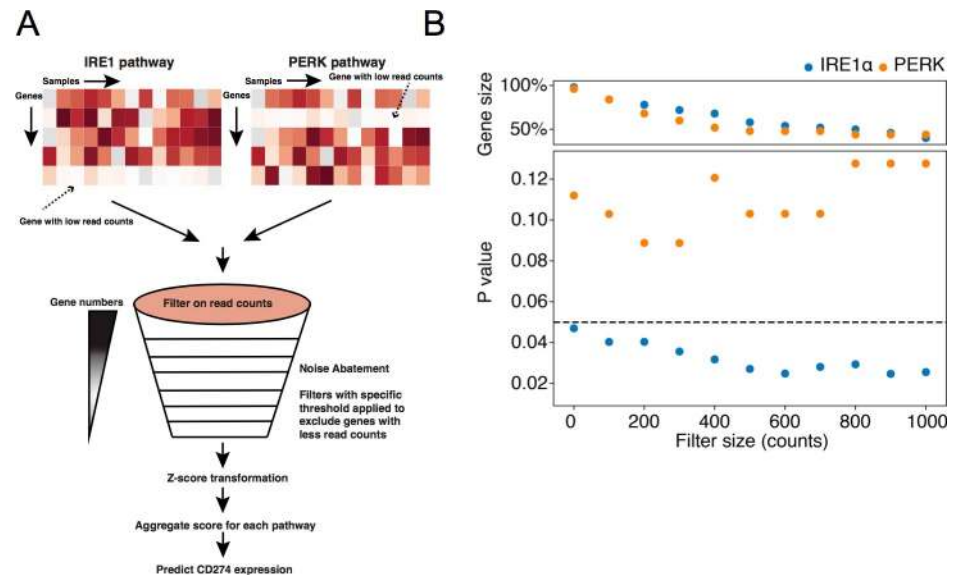 A
IRE1 pathway
Samples
Genes
PERK pathway
Samples
Gene with low read counts
Genes
Gene with low read counts
Filter on read counts
Gene numbers
Noise Abatement
Filters with specific
threshold applied to
exclude genes with
less read counts
Z-score transformation
Aggregate score for each pathway
Predict CD274 expression
B
IRE1α PERK
Gene size
100%
50%
P value
0.12
0.10
0.08
0.06
0.04
0.02
0 200 400 600 800 1000
Filter size (counts)